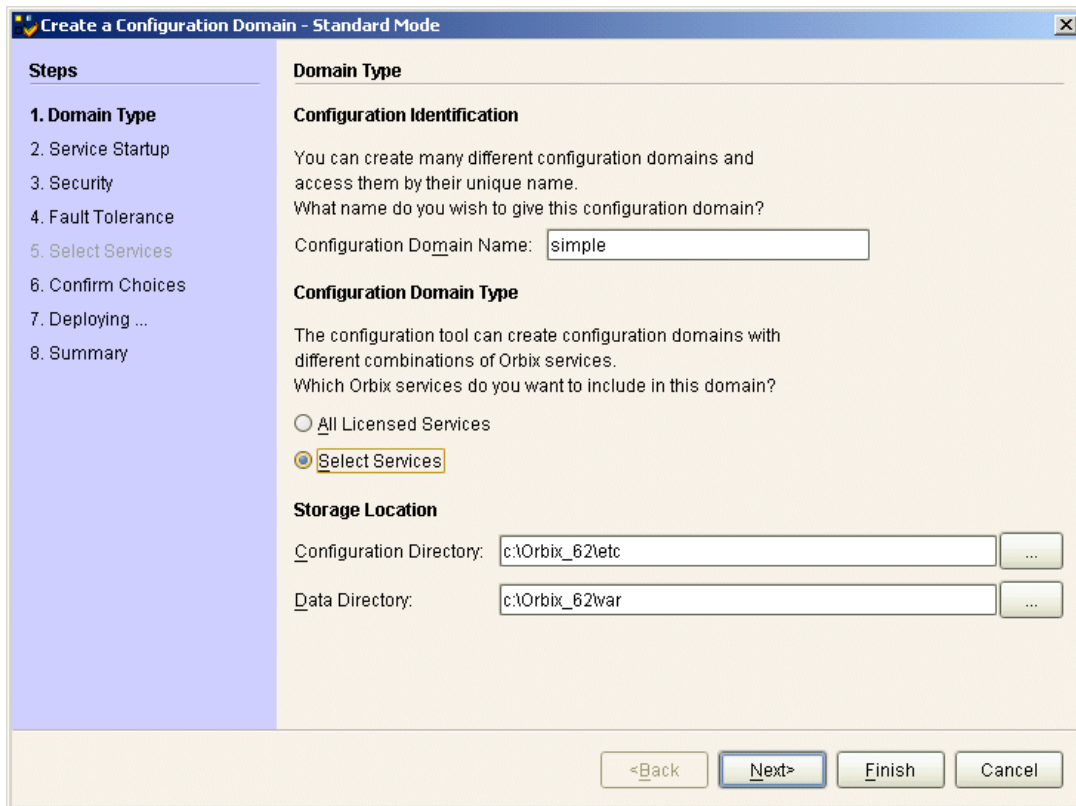 Create a Configuration Domain - Standard Mode
Steps
1. Domain Type
2. Service Startup
3. Security
4. Fault Tolerance
5. Select Services
6. Confirm Choices
7. Deploying ...
8. Summary
Domain Type
Configuration Identification
You can create many different configuration domains and
access them by their unique name.
What name do you wish to give this configuration domain?
Configuration Domain Name: simple
Configuration Domain Type
The configuration tool can create configuration domains with
different combinations of Orbix services.
Which Orbix services do you want to include in this domain?
All Licensed Services
Select Services
Storage Location
Configuration Directory: c:\Orbix_62\etc ...
Data Directory: c:\Orbix_62\var ...
<Back Next> Finish Cancel